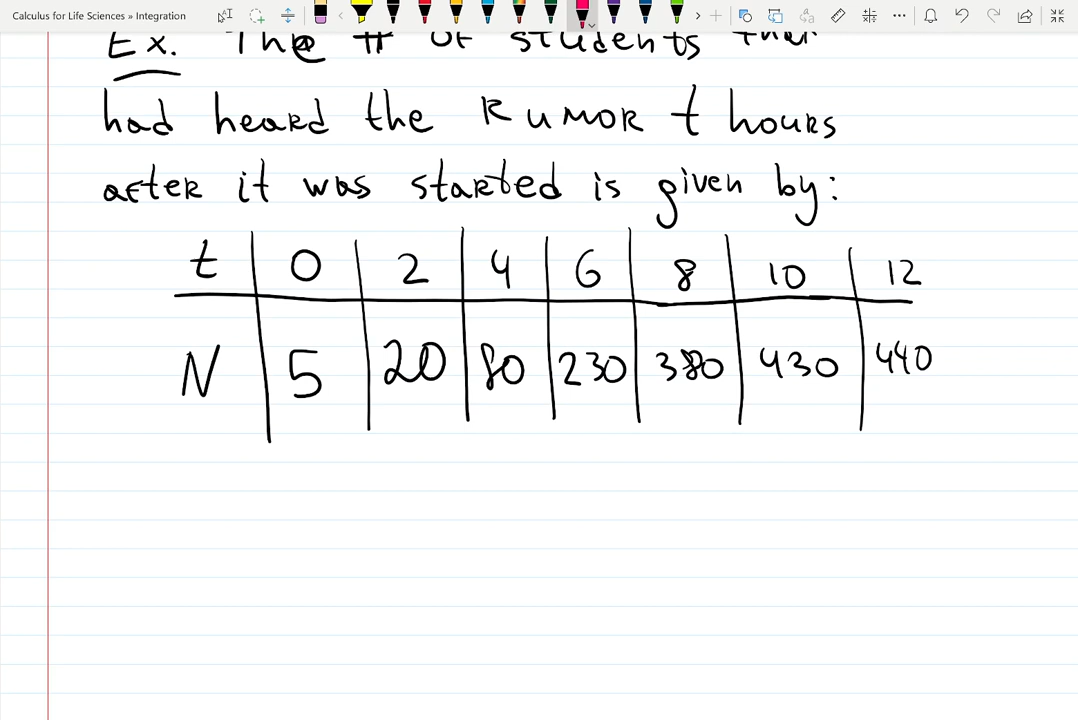 Calculus for Life Sciences » Integration
Ex. The # of students that
had heard the Rumor t hours
after it was started is given by:
t 0 2 4 6 8 10 12
N 5 20 80 230 380 430 440